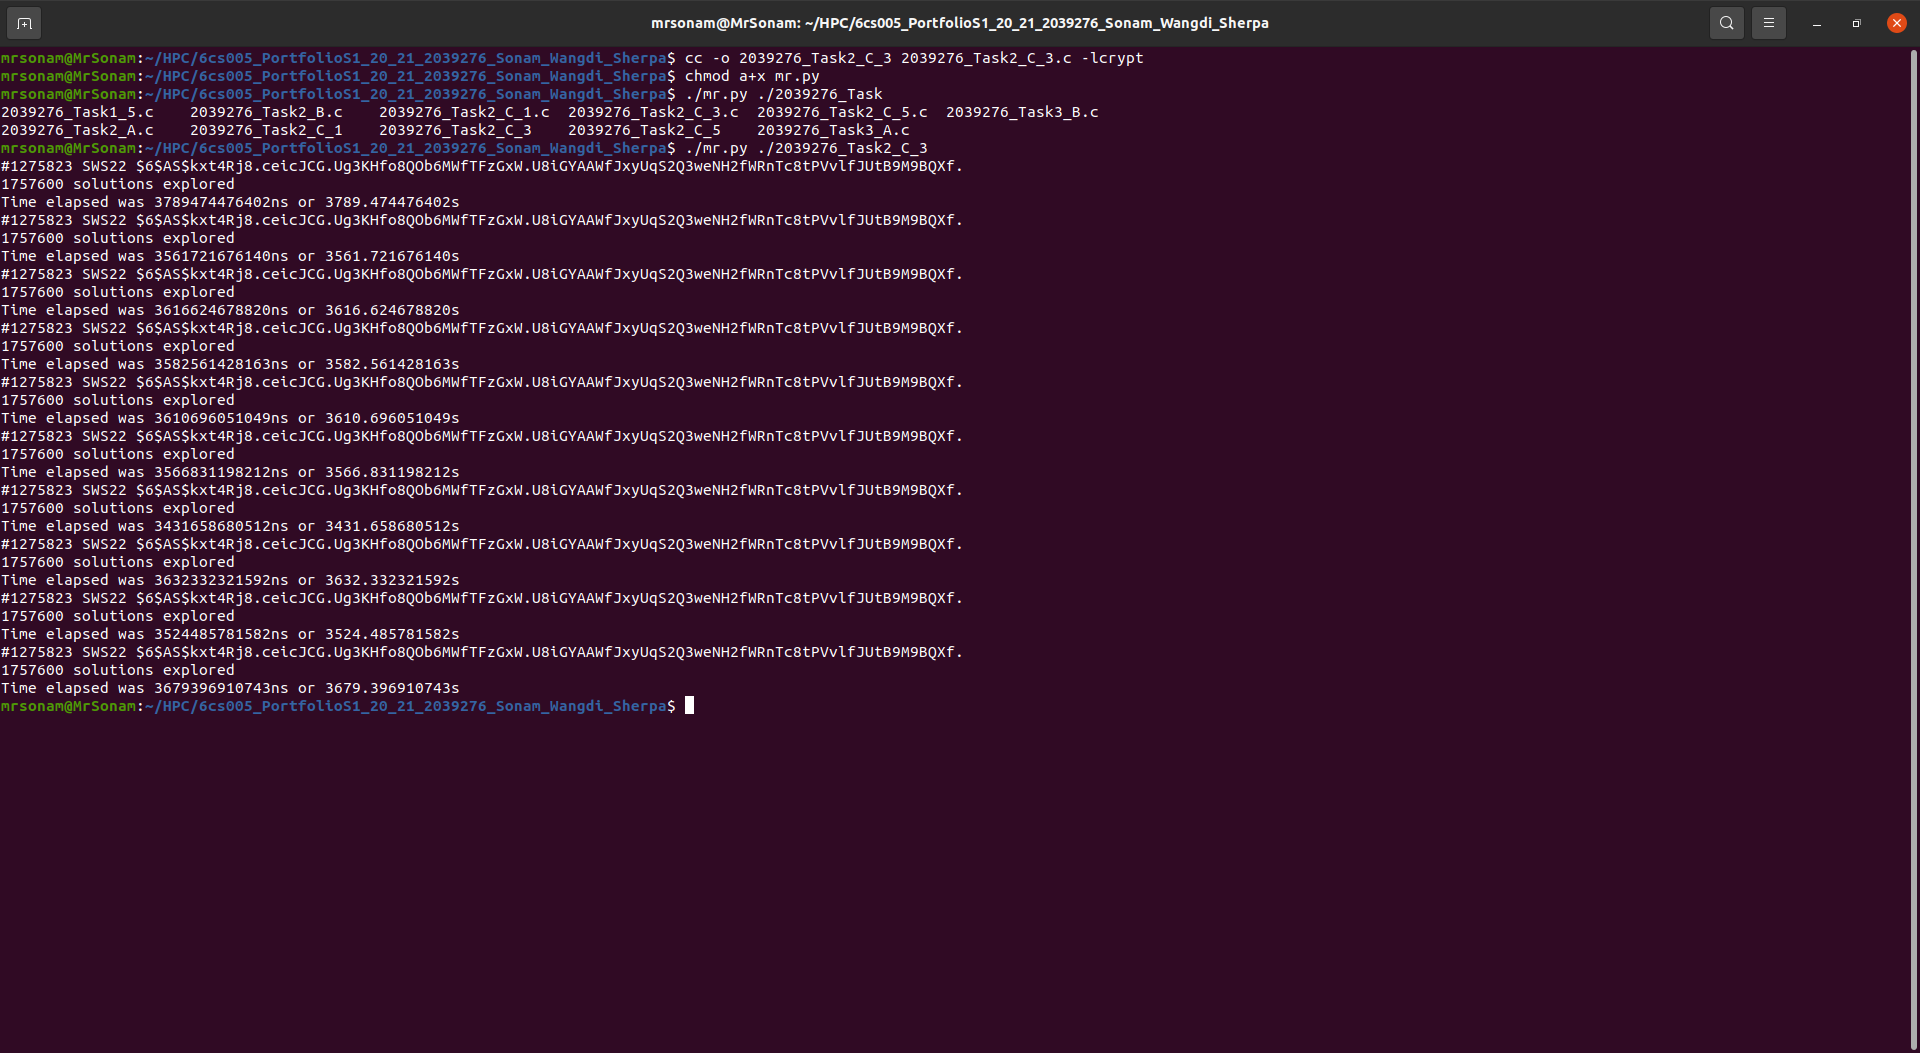 mrsonam@MrSonam: ~/HPC/6cs005_PortfolioS1_20_21_2039276_Sonam_Wangdi_Sherpa
mrsonam@MrSonam:~/HPC/6cs005_PortfolioS1_20_21_2039276_Sonam_Wangdi_Sherpa$ cc -o 2039276_Task2_C_3 2039276_Task2_C_3.c -lcrypt
mrsonam@MrSonam:~/HPC/6cs005_PortfolioS1_20_21_2039276_Sonam_Wangdi_Sherpa$ chmod a+x mr.py
mrsonam@MrSonam:~/HPC/6cs005_PortfolioS1_20_21_2039276_Sonam_Wangdi_Sherpa$ ./mr.py ./2039276_Task
2039276_Task1_5.c    2039276_Task2_B.c    2039276_Task2_C_1.c  2039276_Task2_C_3.c  2039276_Task2_C_5.c  2039276_Task3_B.c
2039276_Task2_A.c    2039276_Task2_C_1    2039276_Task2_C_3    2039276_Task2_C_5    2039276_Task3_A.c
mrsonam@MrSonam:~/HPC/6cs005_PortfolioS1_20_21_2039276_Sonam_Wangdi_Sherpa$ ./mr.py ./2039276_Task2_C_3
#1275823 SWS22 $6$AS$kxt4Rj8.ceicJCG.Ug3KHfo8QOb6MWfTFzGxW.U8iGYAAWfJxyUqS2Q3weNH2fWRnTc8tPVvlfJUtB9M9BQXf.
1757600 solutions explored
Time elapsed was 3789474476402ns or 3789.474476402s
#1275823 SWS22 $6$AS$kxt4Rj8.ceicJCG.Ug3KHfo8QOb6MWfTFzGxW.U8iGYAAWfJxyUqS2Q3weNH2fWRnTc8tPVvlfJUtB9M9BQXf.
1757600 solutions explored
Time elapsed was 3561721676140ns or 3561.721676140s
#1275823 SWS22 $6$AS$kxt4Rj8.ceicJCG.Ug3KHfo8QOb6MWfTFzGxW.U8iGYAAWfJxyUqS2Q3weNH2fWRnTc8tPVvlfJUtB9M9BQXf.
1757600 solutions explored
Time elapsed was 3616624678820ns or 3616.624678820s
#1275823 SWS22 $6$AS$kxt4Rj8.ceicJCG.Ug3KHfo8QOb6MWfTFzGxW.U8iGYAAWfJxyUqS2Q3weNH2fWRnTc8tPVvlfJUtB9M9BQXf.
1757600 solutions explored
Time elapsed was 3582561428163ns or 3582.561428163s
#1275823 SWS22 $6$AS$kxt4Rj8.ceicJCG.Ug3KHfo8QOb6MWfTFzGxW.U8iGYAAWfJxyUqS2Q3weNH2fWRnTc8tPVvlfJUtB9M9BQXf.
1757600 solutions explored
Time elapsed was 3610696051049ns or 3610.696051049s
#1275823 SWS22 $6$AS$kxt4Rj8.ceicJCG.Ug3KHfo8QOb6MWfTFzGxW.U8iGYAAWfJxyUqS2Q3weNH2fWRnTc8tPVvlfJUtB9M9BQXf.
1757600 solutions explored
Time elapsed was 3566831198212ns or 3566.831198212s
#1275823 SWS22 $6$AS$kxt4Rj8.ceicJCG.Ug3KHfo8QOb6MWfTFzGxW.U8iGYAAWfJxyUqS2Q3weNH2fWRnTc8tPVvlfJUtB9M9BQXf.
1757600 solutions explored
Time elapsed was 3431658680512ns or 3431.658680512s
#1275823 SWS22 $6$AS$kxt4Rj8.ceicJCG.Ug3KHfo8QOb6MWfTFzGxW.U8iGYAAWfJxyUqS2Q3weNH2fWRnTc8tPVvlfJUtB9M9BQXf.
1757600 solutions explored
Time elapsed was 3632332321592ns or 3632.332321592s
#1275823 SWS22 $6$AS$kxt4Rj8.ceicJCG.Ug3KHfo8QOb6MWfTFzGxW.U8iGYAAWfJxyUqS2Q3weNH2fWRnTc8tPVvlfJUtB9M9BQXf.
1757600 solutions explored
Time elapsed was 3524485781582ns or 3524.485781582s
#1275823 SWS22 $6$AS$kxt4Rj8.ceicJCG.Ug3KHfo8QOb6MWfTFzGxW.U8iGYAAWfJxyUqS2Q3weNH2fWRnTc8tPVvlfJUtB9M9BQXf.
1757600 solutions explored
Time elapsed was 3679396910743ns or 3679.396910743s
mrsonam@MrSonam:~/HPC/6cs005_PortfolioS1_20_21_2039276_Sonam_Wangdi_Sherpa$